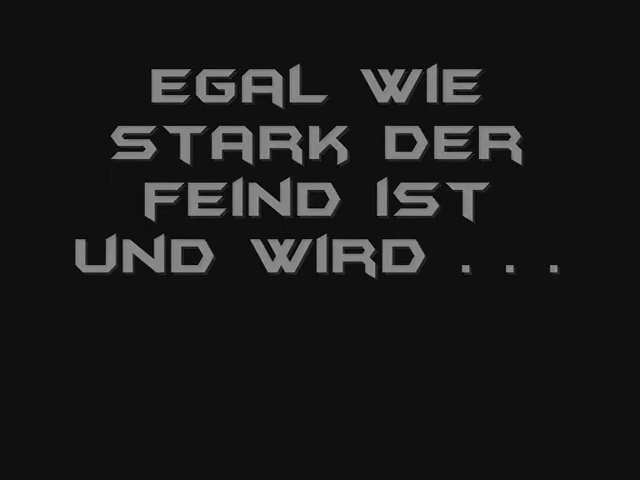 EGAL WIE
STARK DER
FEIND IST
UND WIRD . . .